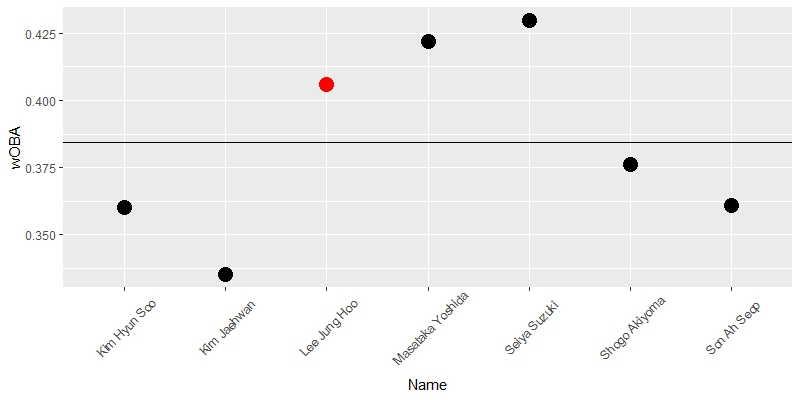 0.425
0.400
0.375
0.350
wOBA
Kim Hyun Soo
Kim Jaehwan
Lee Jung Hoo
Masataka Yoshida
Seiya Suzuki
Shogo Akiyoma
Son Ah Seop
Name